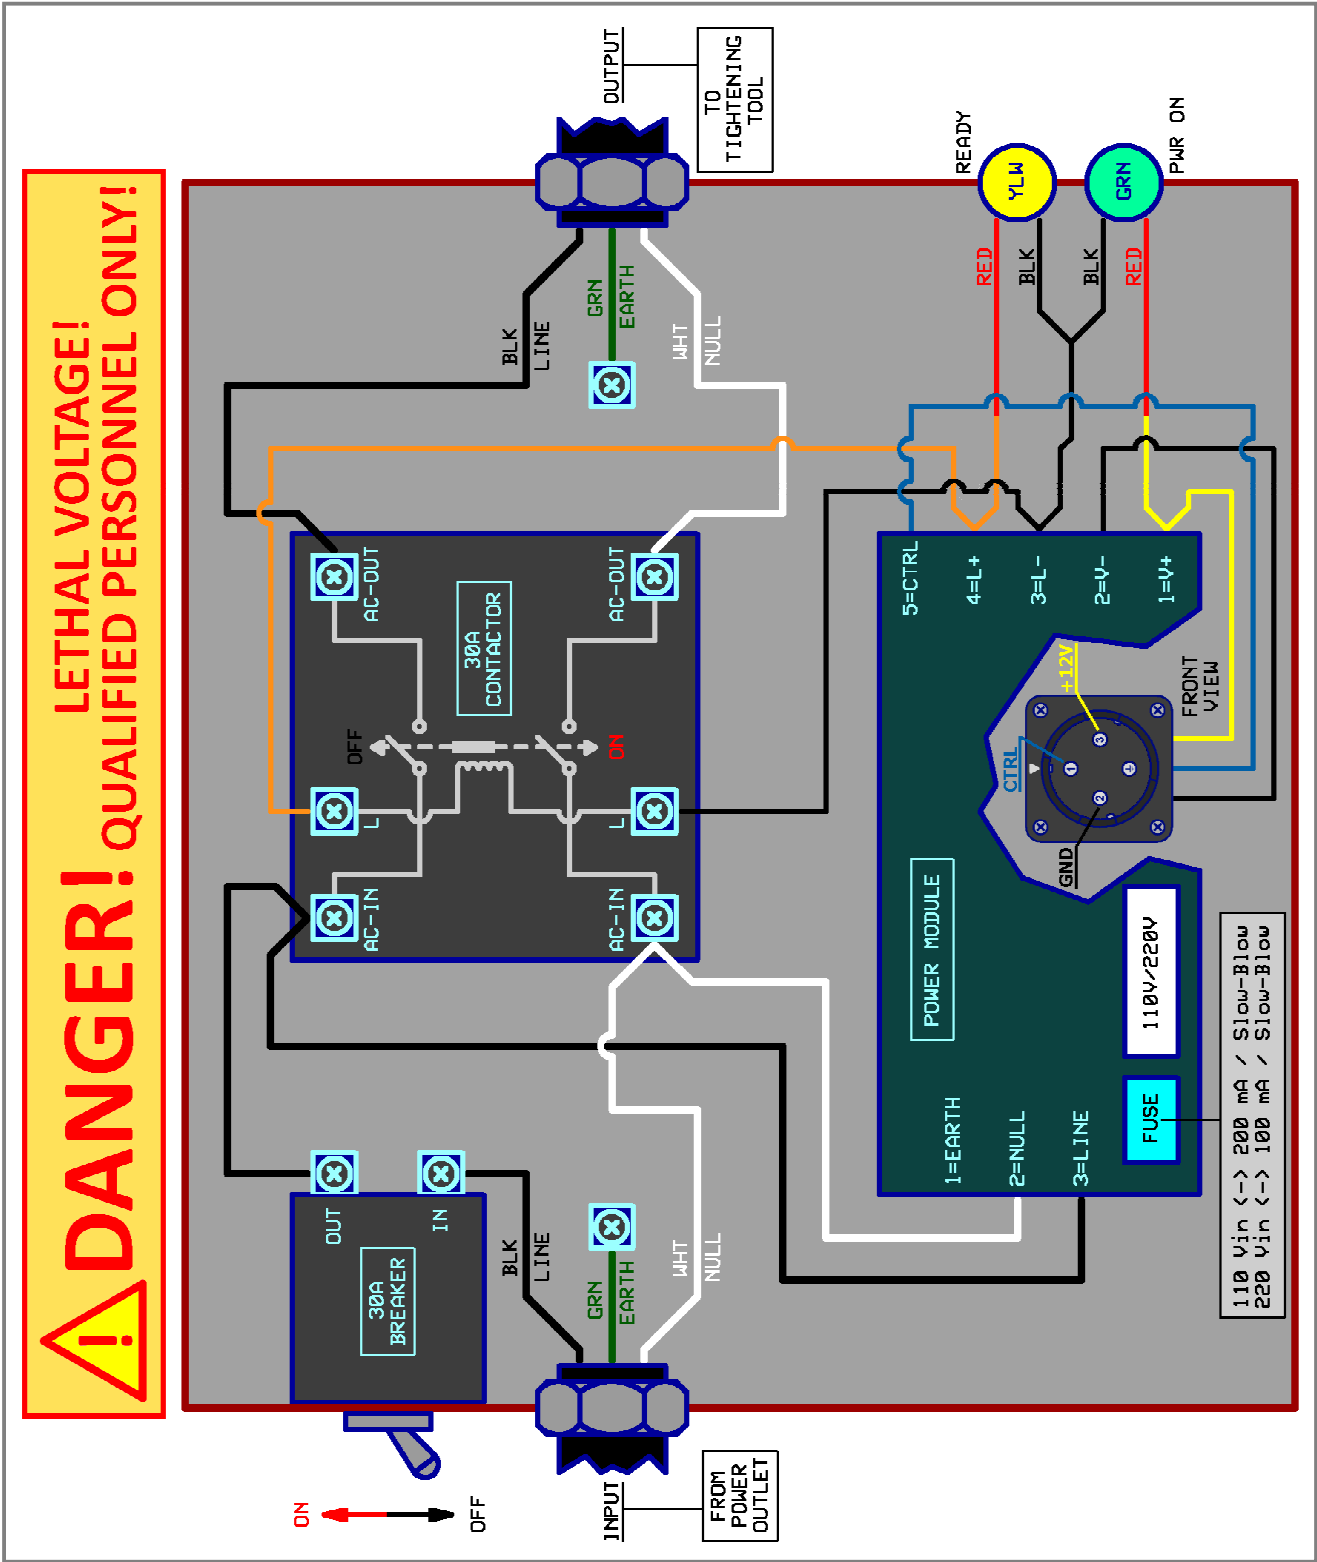 DANGER!
LETHAL VOLTAGE!
QUALIFIED PERSONNEL ONLY!
ON
OFF
30A
BREAKER
OUT
IN
AC-IN
L
OFF
30A
CONTACTOR
AC-OUT
AC-IN
L
ON
AC-OUT
BLK
LINE
GRN
EARTH
WHT
NULL
BLK
LINE
GRN
EARTH
WHT
NULL
INPUT
FROM
POWER
OUTLET
OUTPUT
TO
TIGHTENING
TOOL
POWER MODULE
1=EARTH
2=NULL
3=LINE
FUSE
110V/220V
5=CTRL
4=L+
3=L-
2=V-
1=V+
CTRL
GND
+12V
1
2
3
FRONT
VIEW
RED
BLK
BLK
RED
READY
YLW
GRN
PWR ON
110 Vin <-> 200 mA / Slow-Blow
220 Vin <-> 100 mA / Slow-Blow